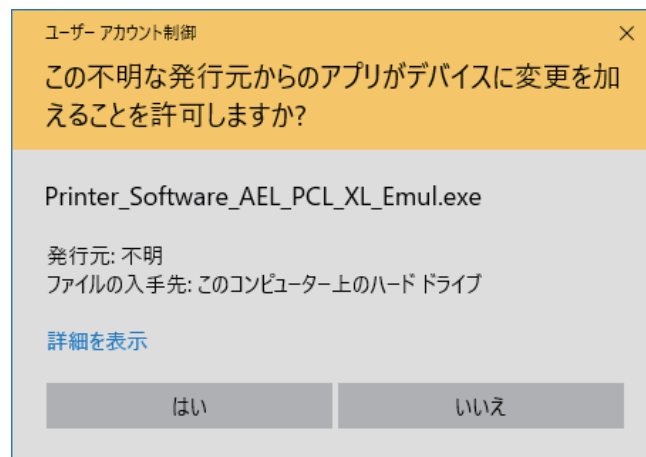 ユーザー アカウント制御
この不明な発行元からのアプリがデバイスに変更を加
えることを許可しますか?
Printer_Software_AEL_PCL_XL_Emul.exe
発行元: 不明
ファイルの入手先: このコンピューター上のハード ドライブ
詳細を表示
はい
いいえ